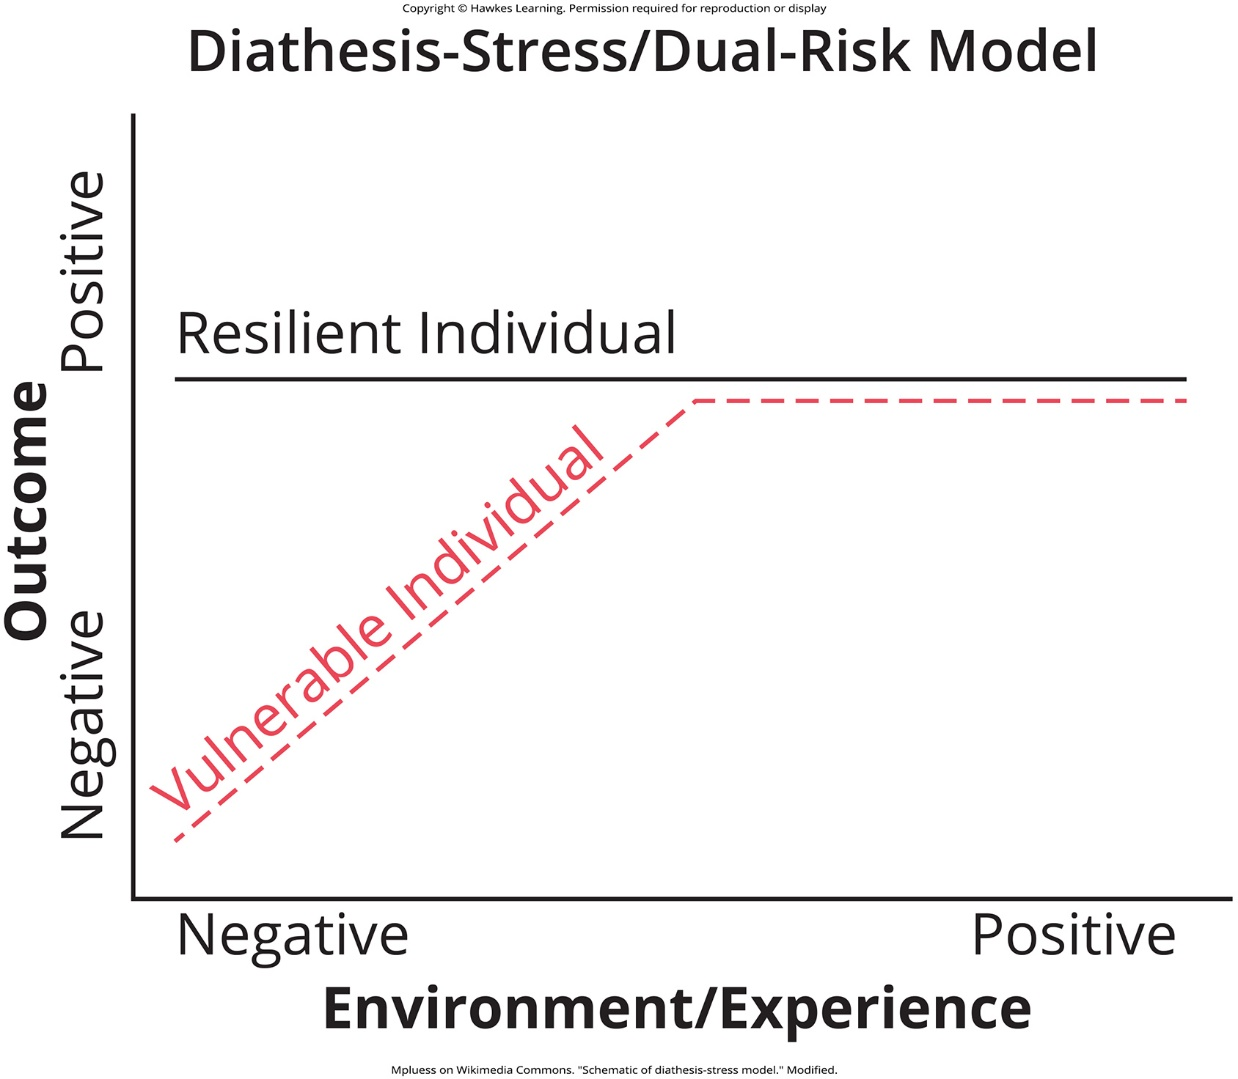 Copyright © Hawkes Learning. Permission required for reproduction or display
Diathesis-Stress/Dual-Risk Model
Positive
Outcome
Negative
Resilient Individual
Vulnerable Individual
Negative
Positive
Environment/Experience
Mpluess on Wikimedia Commons. "Schematic of diathesis-stress model." Modified.